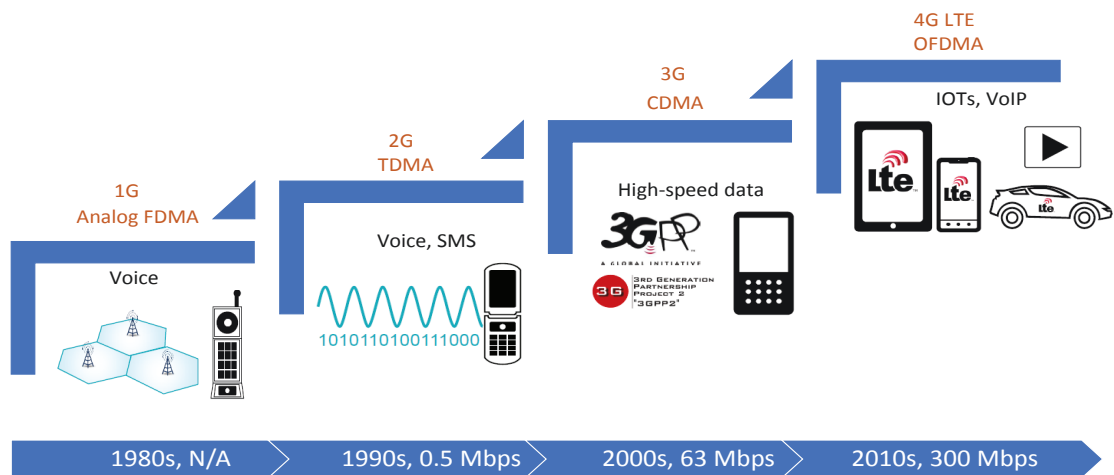 1G
Analog FDMA
Voice
2G
TDMA
Voice, SMS
101011010011 1000
3G
CDMA
High-speed data
3GPP
A GLOBAL INITIATIVE
3G
3RD GENERATION
PARTNERSHIP
PROJECT 2
"3GPP2"
4G LTE
OFDMA
IOTs, VoIP
Lte
Lte
Lte
1980s, N/A
1990s, 0.5 Mbps
2000s, 63 Mbps
2010s, 300 Mbps